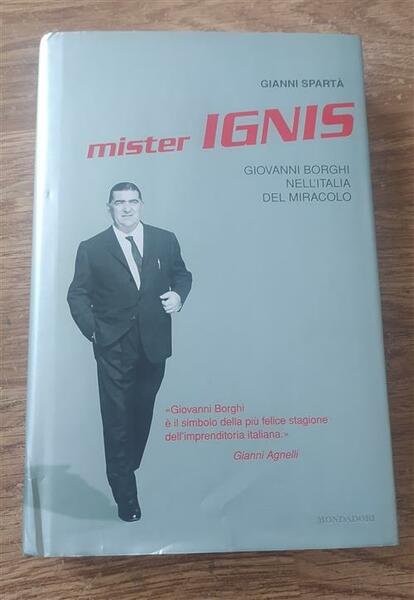 GIANNI SPARTÀ
mister IGNIS
GIOVANNI BORGHI
NELL'ITALIA
DEL MIRACOLO
«Giovanni Borghi
è il simbolo della più felice stagione
dell'imprenditoria italiana.»
Gianni Agnelli
MONDADORI